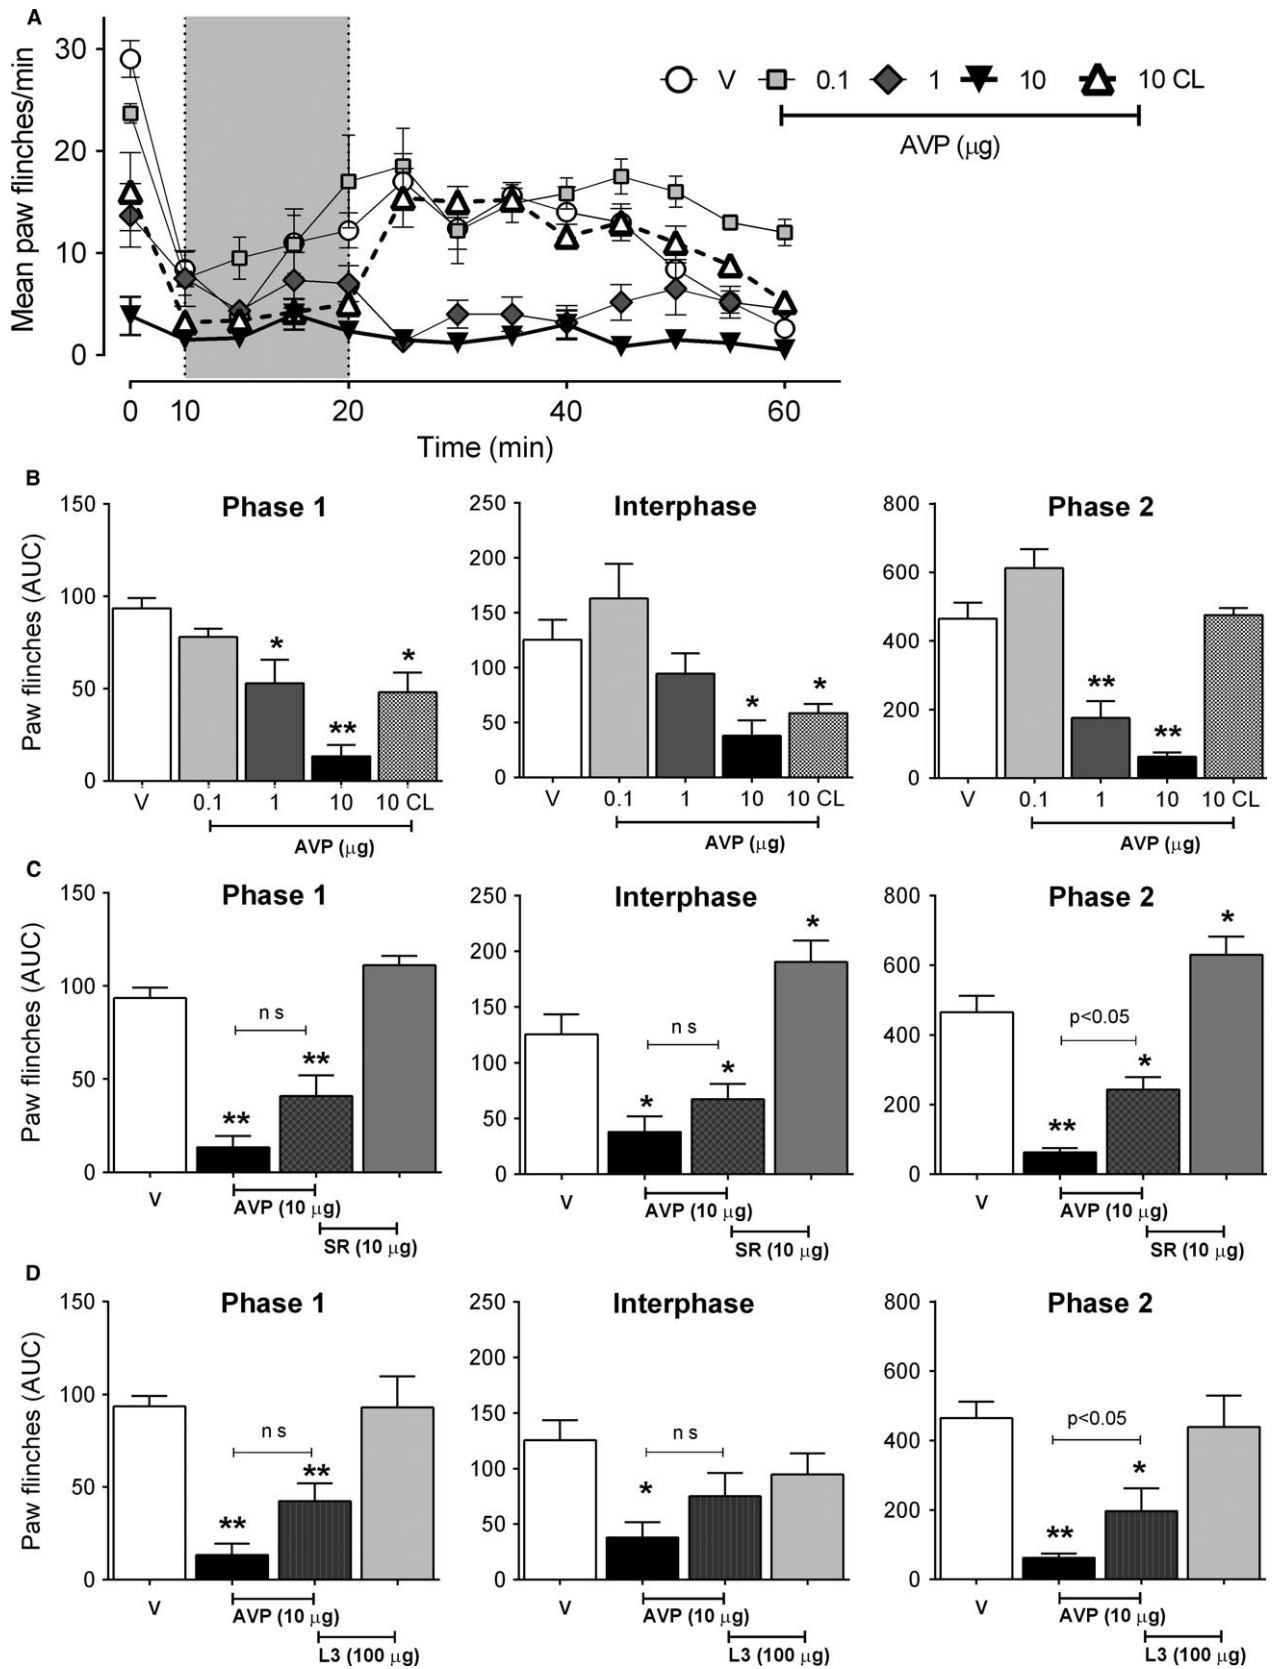 A
Mean paw flinches/min
30
20
10
0
V 0.1 1 10 10 CL
AVP (μg)
0 10 20 40 60
Time (min)
B
Paw flinches (AUC)
Phase 1
150
100
50
0
* ** *
V 0.1 1 10 10 CL
AVP (μg)
Interphase
250
200
150
100
50
0
* *
V 0.1 1 10 10 CL
AVP (μg)
Phase 2
800
600
400
200
0
** **
V 0.1 1 10 10 CL
AVP (μg)
C
Paw flinches (AUC)
Phase 1
150
100
50
0
n s
** **
V
AVP (10 μg)
SR (10 μg)
Interphase
250
200
150
100
50
0
n s
* * *
V
AVP (10 μg)
SR (10 μg)
Phase 2
800
600
400
200
0
p<0.05
** * *
V
AVP (10 μg)
SR (10 μg)
D
Paw flinches (AUC)
Phase 1
150
100
50
0
n s
** **
V
AVP (10 μg)
L3 (100 μg)
Interphase
250
200
150
100
50
0
n s
*
V
AVP (10 μg)
L3 (100 μg)
Phase 2
800
600
400
200
0
p<0.05
** *
V
AVP (10 μg)
L3 (100 μg)